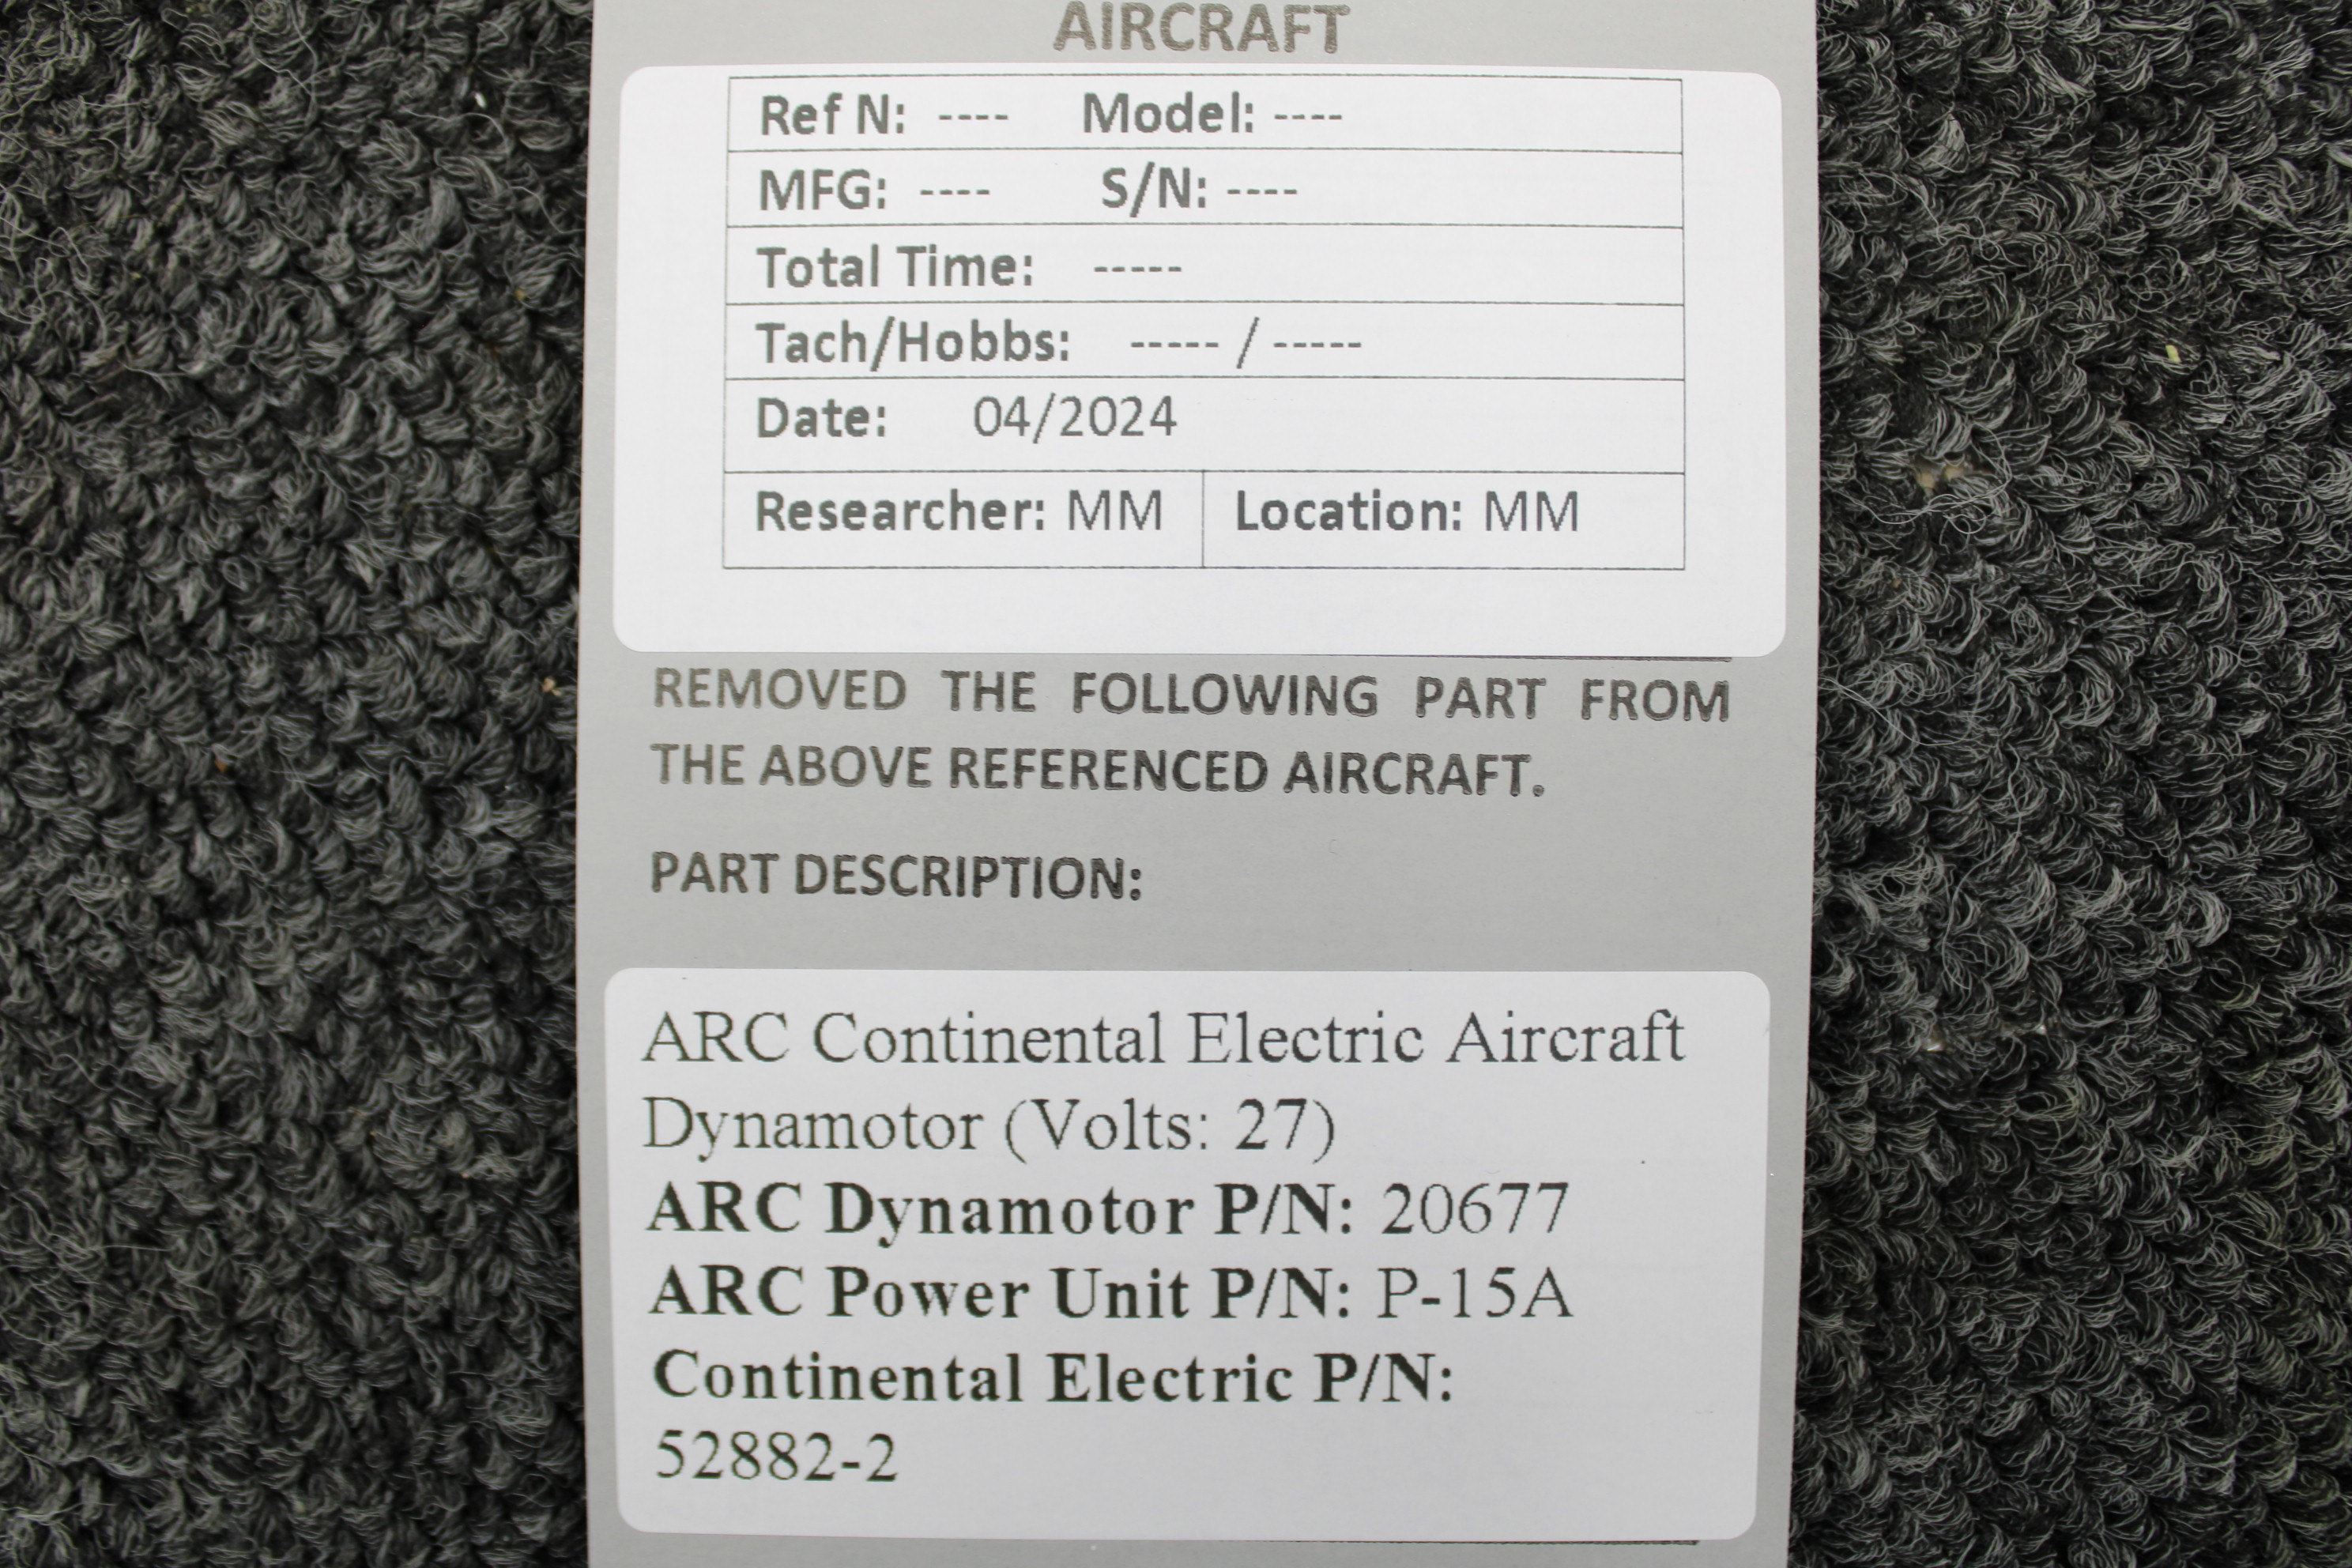 AIRCRAFT
Ref N: ---- Model: ----
MFG: ---- S/N: ----
Total Time: -----
Tach/Hobbs: ----- / -----
Date: 04/2024
Researcher: MM Location: MM
REMOVED THE FOLLOWING PART FROM
THE ABOVE REFERENCED AIRCRAFT.
PART DESCRIPTION:
ARC Continental Electric Aircraft
Dynamotor (Volts: 27)
ARC Dynamotor P/N: 20677
ARC Power Unit P/N: P-15A
Continental Electric P/N:
52882-2